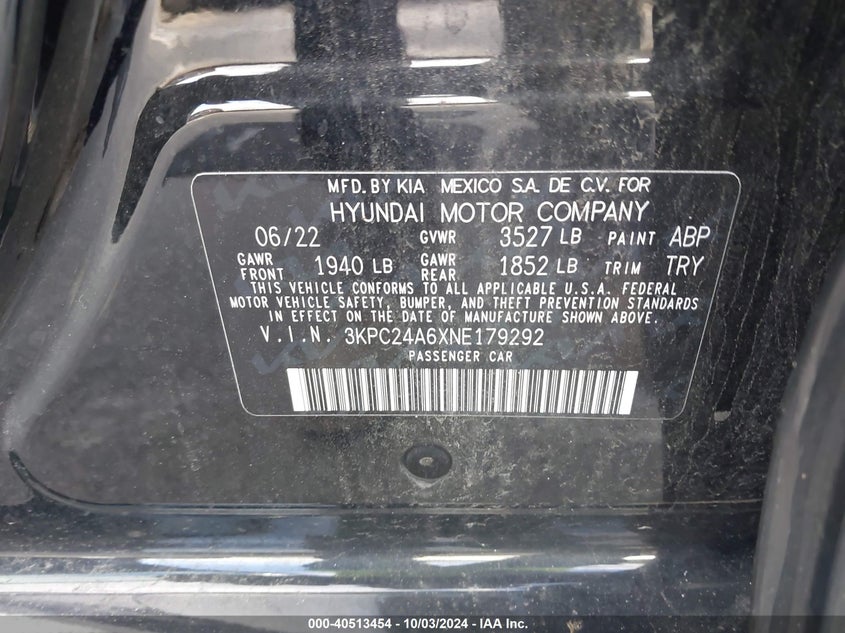 MFD. BY KIA MEXICO S.A. DE C.V. FOR
HYUNDAI MOTOR COMPANY
06/22 GVWR 3527 LB PAINT ABP
GAWR FRONT 1940 LB GAWR REAR 1852 LB TRIM TRY
THIS VEHICLE CONFORMS TO ALL APPLICABLE U.S.A. FEDERAL
MOTOR VEHICLE SAFETY, BUMPER, AND THEFT PREVENTION STANDARDS
IN EFFECT ON THE DATE OF MANUFACTURE SHOWN ABOVE.
V.I.N. 3KPC24A6XNE179292
PASSENGER CAR
000-40513454 - 10/03/2024 - IAA Inc.